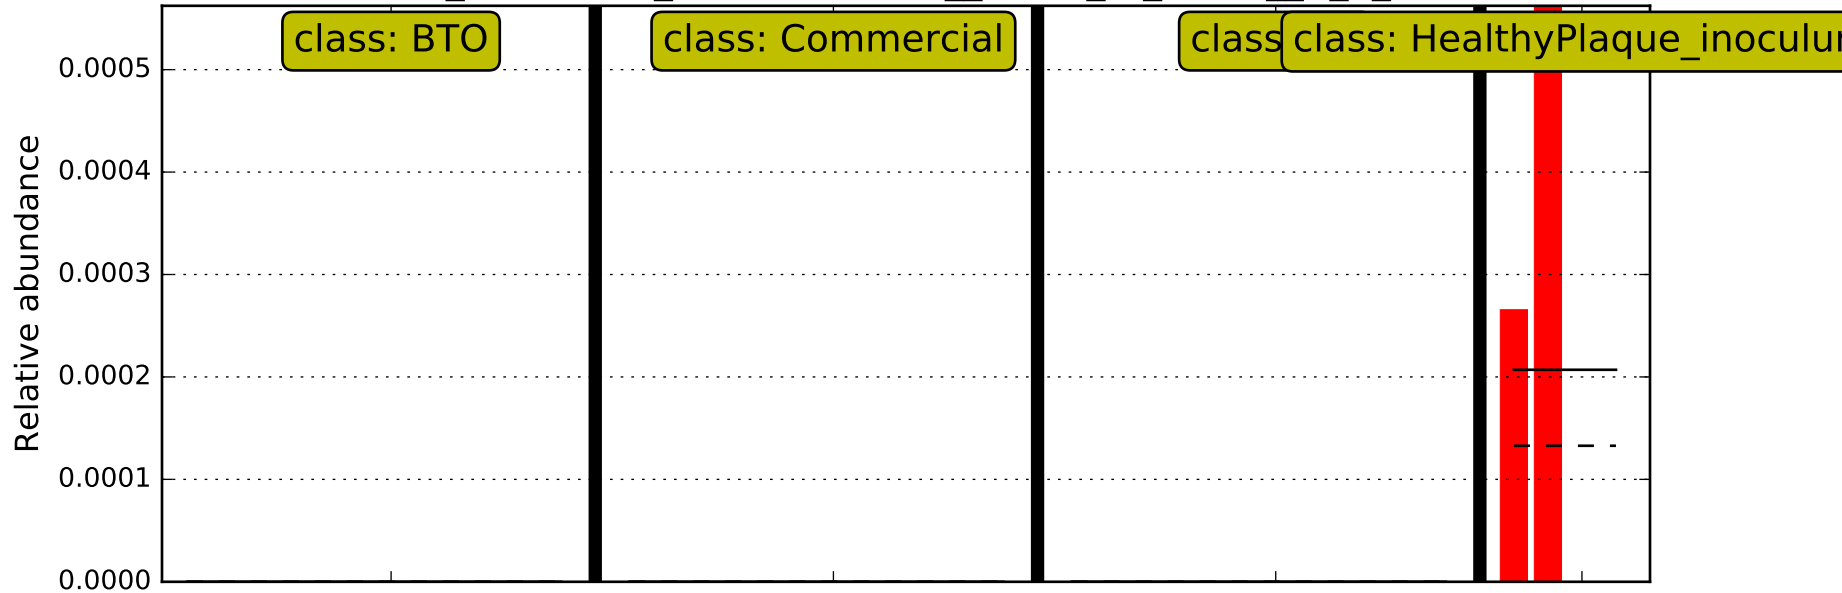 class: BTO
class: Commercial
class
class: HealthyPlaque_inoculu
0.0005
0.0004
0.0003
0.0002
0.0001
0.0000
Relative abundance